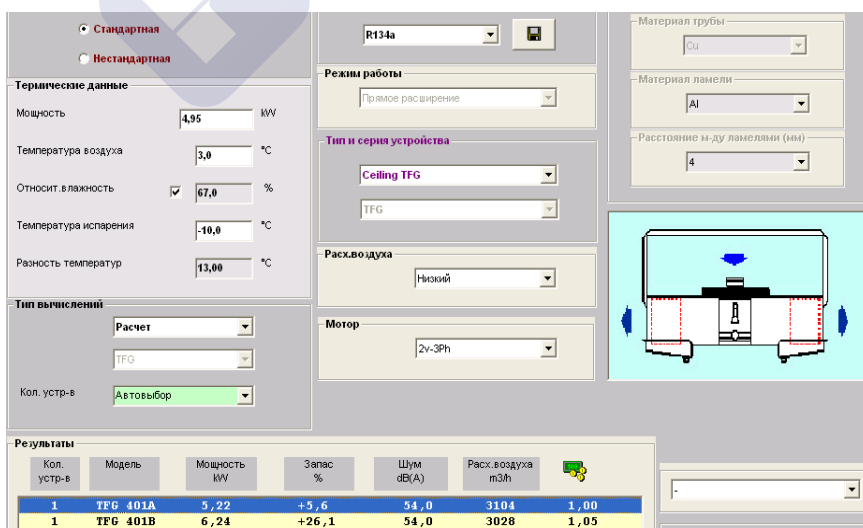 Стандартная
Нестандартная
Термические данные
Мощность 4,95 kW
Температура воздуха 3,0 °C
Относит.влажность 67,0 %
Температура испарения -10,0 °C
Разность температур 13,00 °C
Тип вычислений
Расчет
TFG
Кол. устр-в Автовыбор
R134a
Режим работы
Прямое расширение
Тип и серия устройства
Ceiling TFG
TFG
Расх.воздуха
Низкий
Мотор
2v-3Ph
Материал трубы
Cu
Материал ламели
Al
Расстояние м-ду ламелями (мм)
4
Результаты
Кол. устр-в Модель Мощность kW Запас % Шум dB(A) Расх.воздуха m3/h
1 TFG 401A 5,22 +5,6 54,0 3104 1,00
1 TFG 401B 6,24 +26,1 54,0 3028 1,05
-